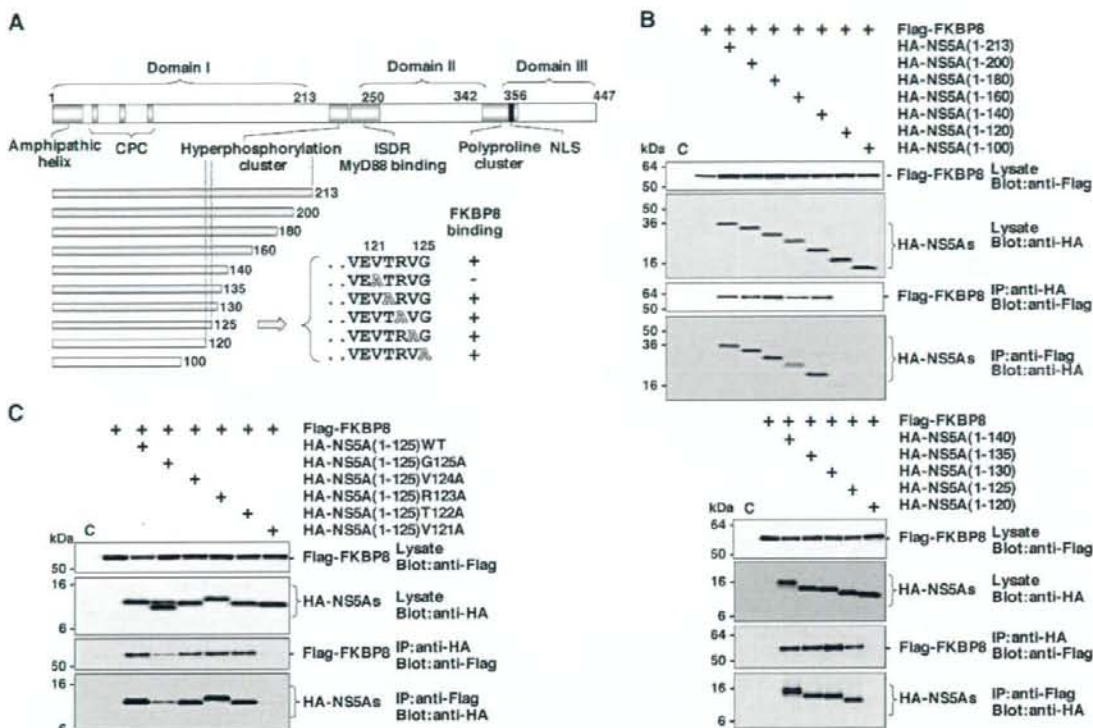 A
Domain I
Domain II
Domain III
1
213
250
342
356
447
Amphipathic helix
CPC
Hyperphosphorylation cluster
ISDR
MyD88 binding
Polyproline cluster
NLS
213
200
180
160
140
135
130
125
120
100
FKBP8 binding
121 125
..VEVTRVG +
..VEATRVG -
..VEVARVG +
..VEVTAVG +
..VEVTRAG +
..VEVTRVA +
B
+ + + + + + + + Flag-FKBP8
+ HA-NS5A(1-213)
+ HA-NS5A(1-200)
+ HA-NS5A(1-180)
+ HA-NS5A(1-160)
+ HA-NS5A(1-140)
+ HA-NS5A(1-120)
+ HA-NS5A(1-100)
kDa C
64
50
Flag-FKBP8 Lysate
Blot:anti-Flag
50
36
16
HA-NS5As Lysate
Blot:anti-HA
64
50
Flag-FKBP8 IP:anti-HA
Blot:anti-Flag
50
36
16
HA-NS5As IP:anti-Flag
Blot:anti-HA
+ + + + + + Flag-FKBP8
+ HA-NS5A(1-140)
+ HA-NS5A(1-135)
+ HA-NS5A(1-130)
+ HA-NS5A(1-125)
+ HA-NS5A(1-120)
kDa C
64
50
Flag-FKBP8 Lysate
Blot:anti-Flag
16
6
HA-NS5As Lysate
Blot:anti-HA
64
50
Flag-FKBP8 IP:anti-HA
Blot:anti-Flag
16
6
HA-NS5As IP:anti-Flag
Blot:anti-HA
C
+ + + + + + + Flag-FKBP8
+ HA-NS5A(1-125)WT
+ HA-NS5A(1-125)G125A
+ HA-NS5A(1-125)V124A
+ HA-NS5A(1-125)R123A
+ HA-NS5A(1-125)T122A
+ HA-NS5A(1-125)V121A
kDa C
50
Flag-FKBP8 Lysate
Blot:anti-Flag
16
6
HA-NS5As Lysate
Blot:anti-HA
50
Flag-FKBP8 IP:anti-HA
Blot:anti-Flag
16
6
HA-NS5As IP:anti-Flag
Blot:anti-HA